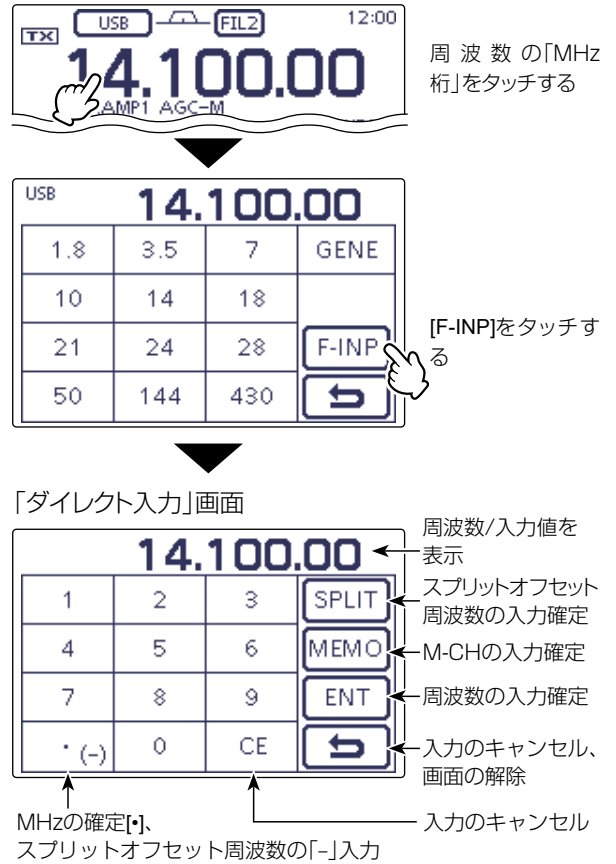 TX USB FIL2 12:00
14.100.00
P.AMP1 AGC-M
周波数の「MHz
桁」をタッチする
USB 14.100.00
1.8 3.5 7 GENE
10 14 18
21 24 28 F-INP
50 144 430
[F-INP]をタッチす
る
「ダイレクト入力」画面
14.100.00
周波数/入力値を
表示
1 2 3 SPLIT
スプリットオフセット
周波数の入力確定
4 5 6 MEMO
M-CHの入力確定
7 8 9 ENT
周波数の入力確定
・(–) 0 CE
入力のキャンセル、
画面の解除
MHzの確定[•]、
スプリットオフセット周波数の「–」入力
入力のキャンセル